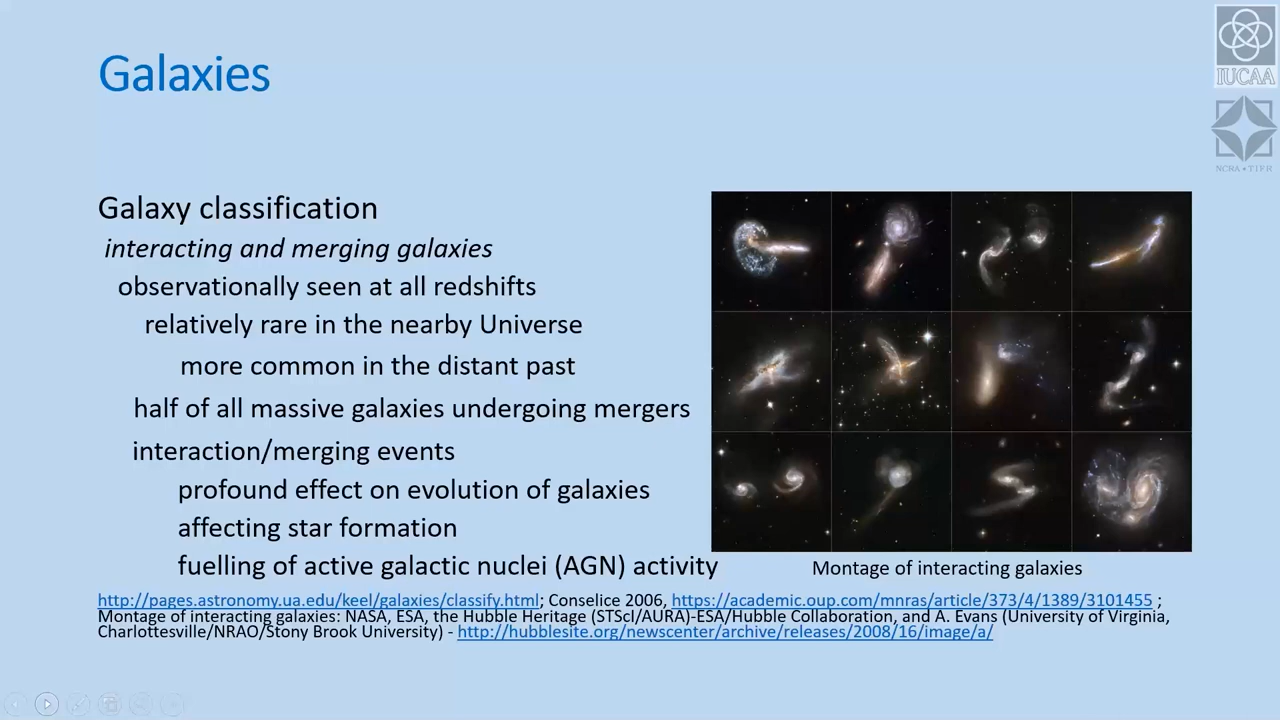 Galaxies
IUCAA
NCRA • TIFR
Galaxy classification
interacting and merging galaxies
observationally seen at all redshifts
relatively rare in the nearby Universe
more common in the distant past
half of all massive galaxies undergoing mergers
interaction/merging events
profound effect on evolution of galaxies
affecting star formation
fuelling of active galactic nuclei (AGN) activity
Montage of interacting galaxies
http://pages.astronomy.ua.edu/keel/galaxies/classify.html; Conselice 2006, https://academic.oup.com/mnras/article/373/4/1389/3101455 ;
Montage of interacting galaxies: NASA, ESA, the Hubble Heritage (STScI/AURA)-ESA/Hubble Collaboration, and A. Evans (University of Virginia,
Charlottesville/NRAO/Stony Brook University) - http://hubblesite.org/newscenter/archive/releases/2008/16/image/a/